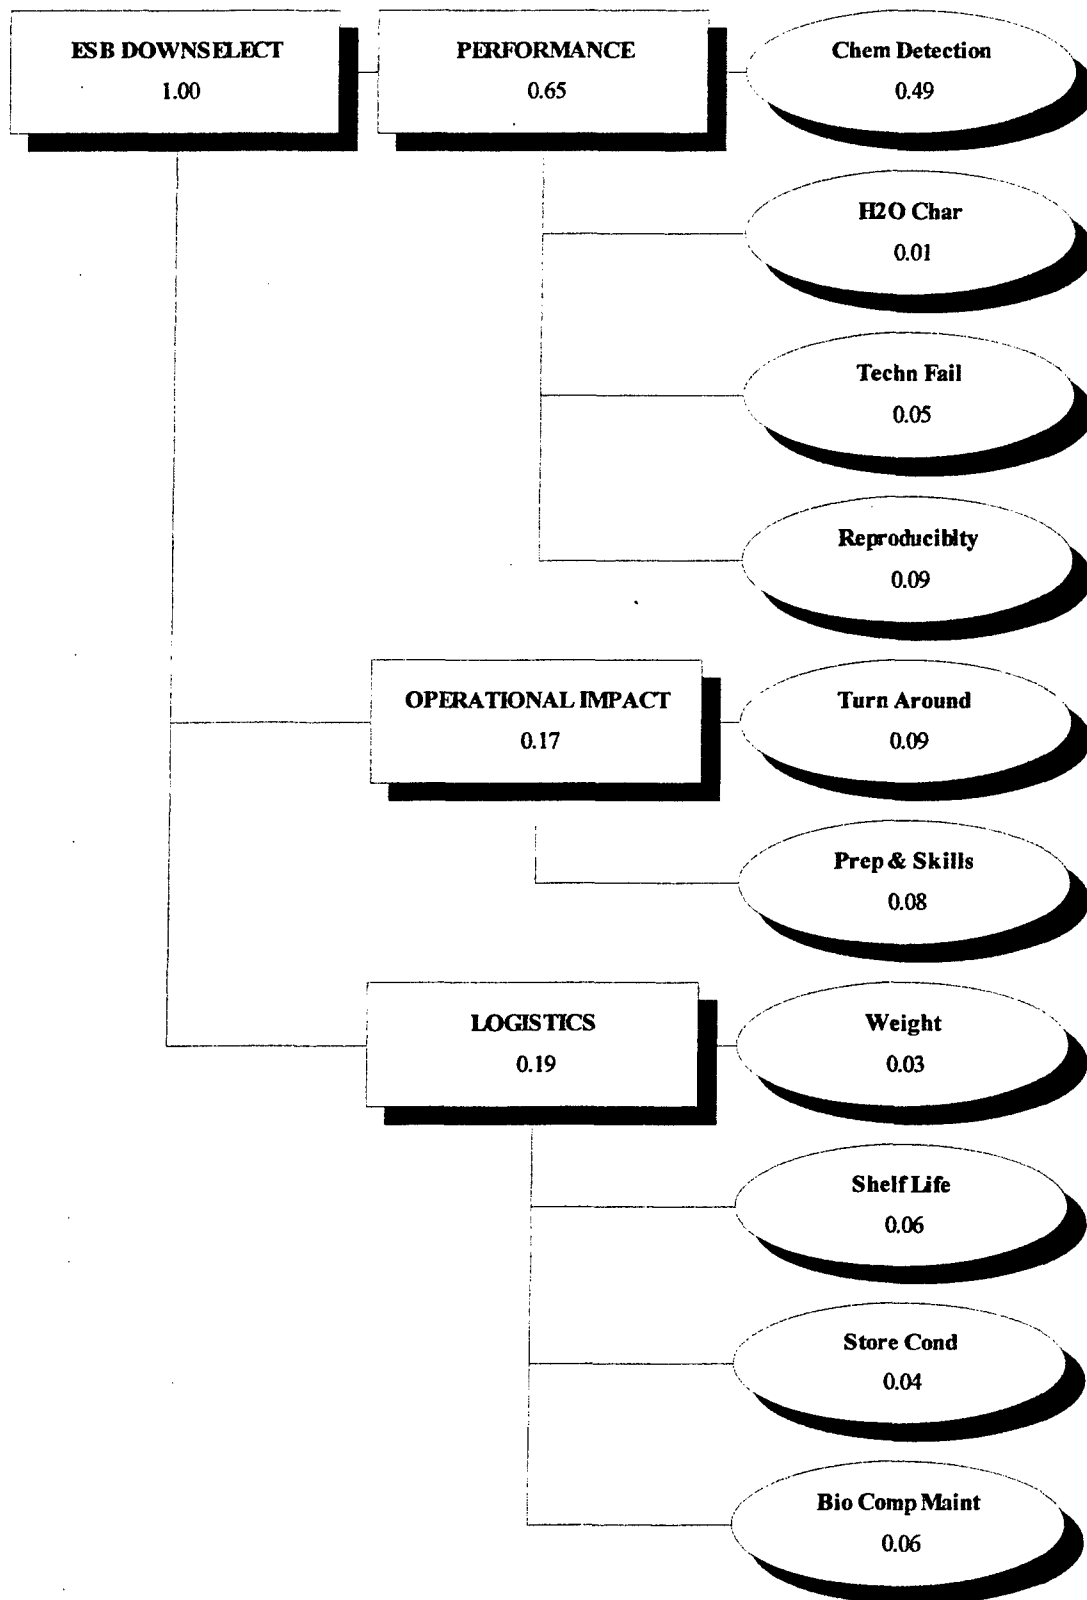 ESB DOWNSELECT
1.00
PERFORMANCE
0.65
Chem Detection
0.49
H2O Char
0.01
Techn Fail
0.05
Reproduciblty
0.09
OPERATIONAL IMPACT
0.17
Turn Around
0.09
Prep & Skills
0.08
LOGISTICS
0.19
Weight
0.03
Shelf Life
0.06
Store Cond
0.04
Bio Comp Maint
0.06